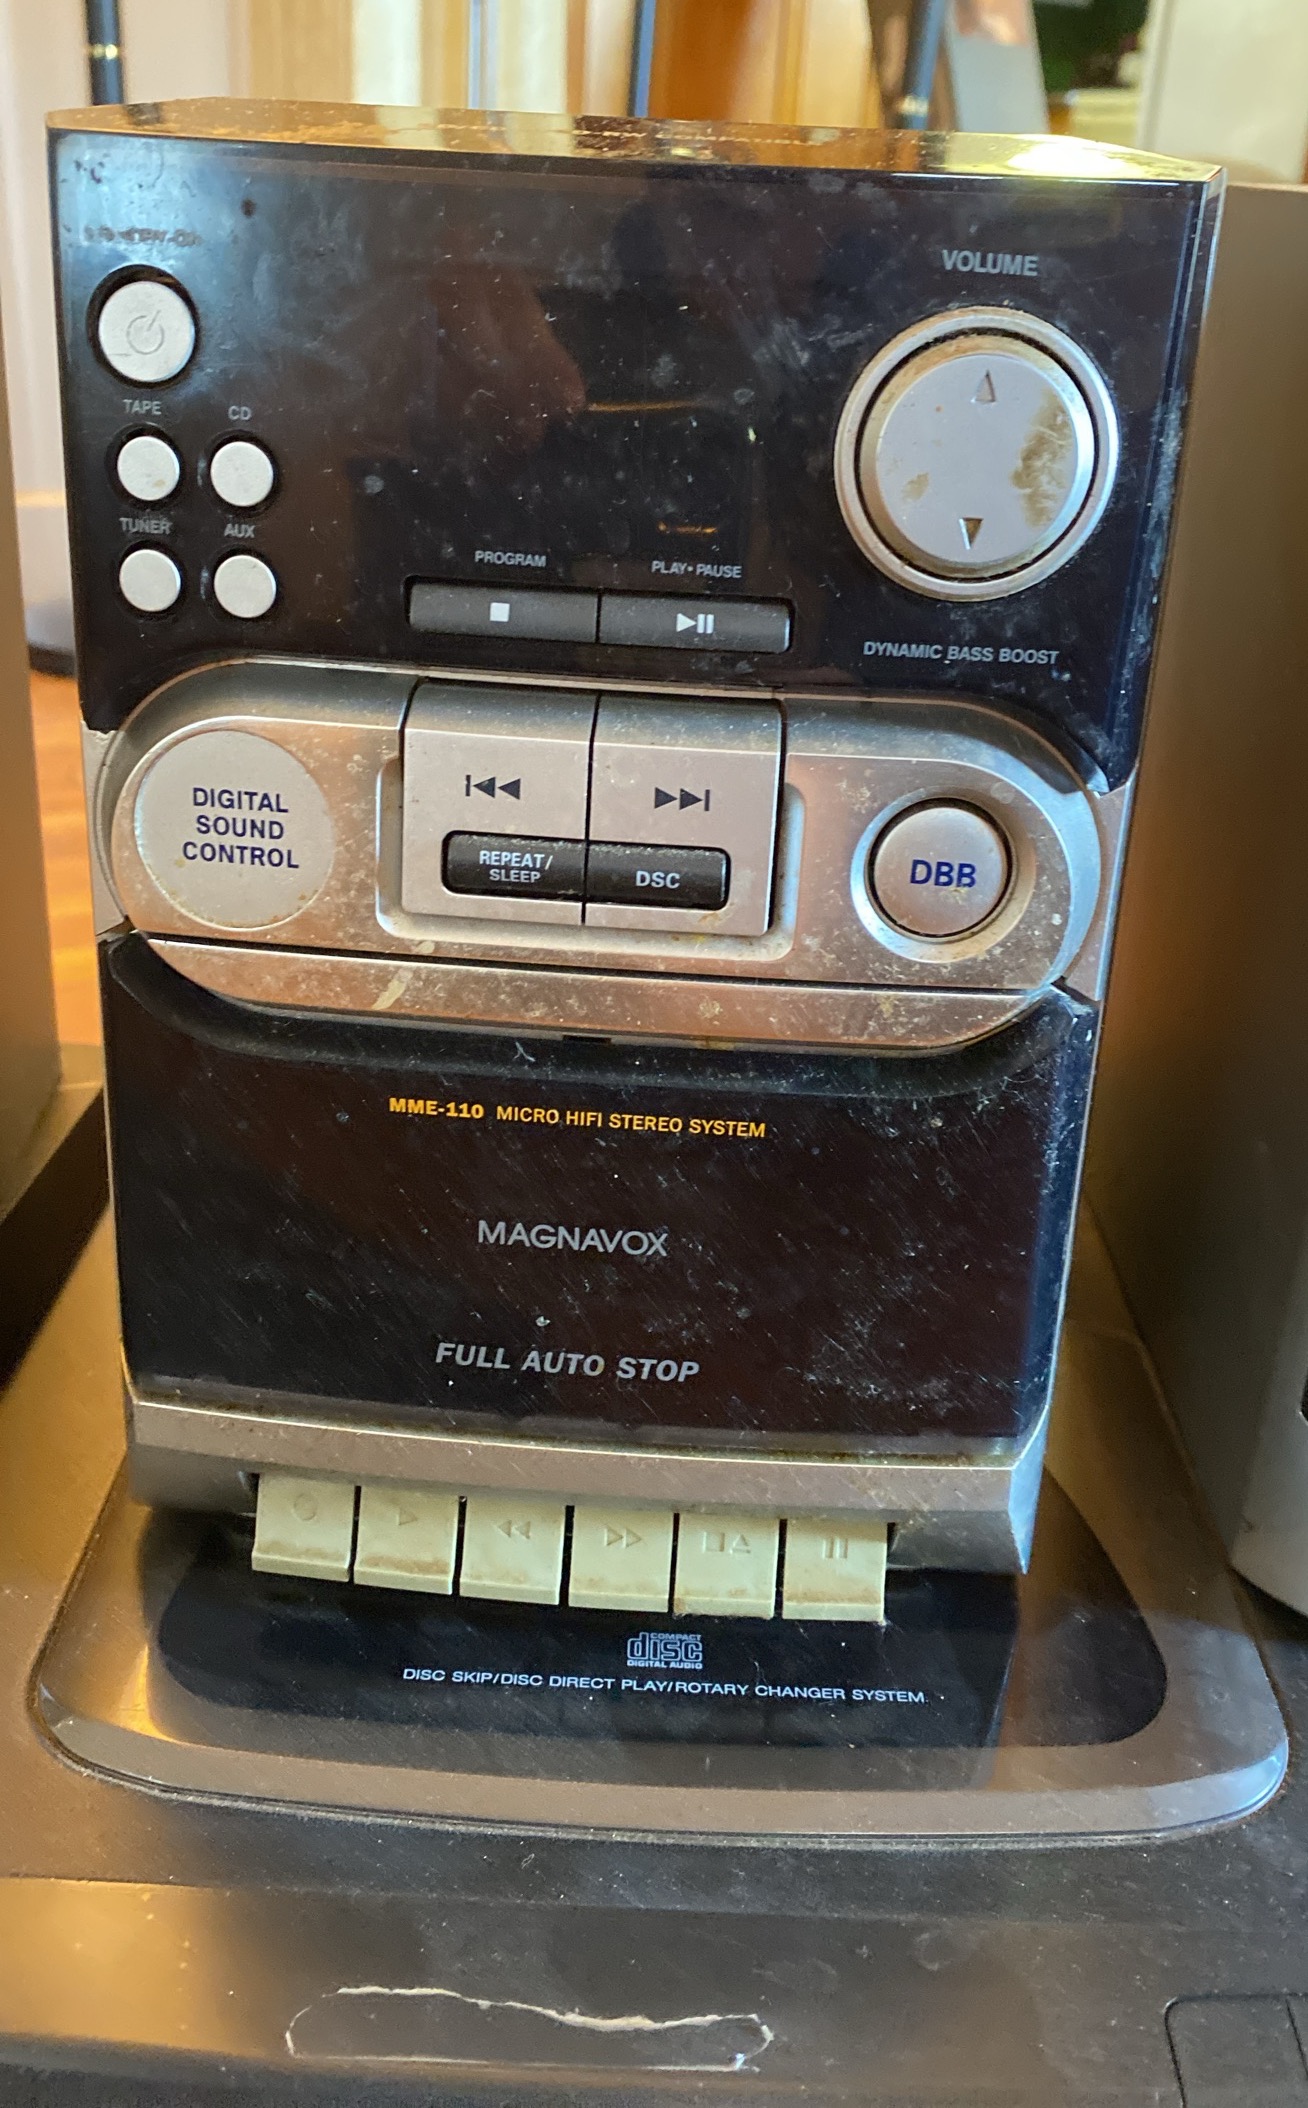 VOLUME
TAPE
CD
TUNER
AUX
PROGRAM
PLAY•PAUSE
DYNAMIC BASS BOOST
DIGITAL
SOUND
CONTROL
REPEAT/
SLEEP
DSC
DBB
MME-110 MICRO HIFI STEREO SYSTEM
MAGNAVOX
FULL AUTO STOP
COMPACT
disc
DIGITAL AUDIO
DISC SKIP/DISC DIRECT PLAY/ROTARY CHANGER SYSTEM